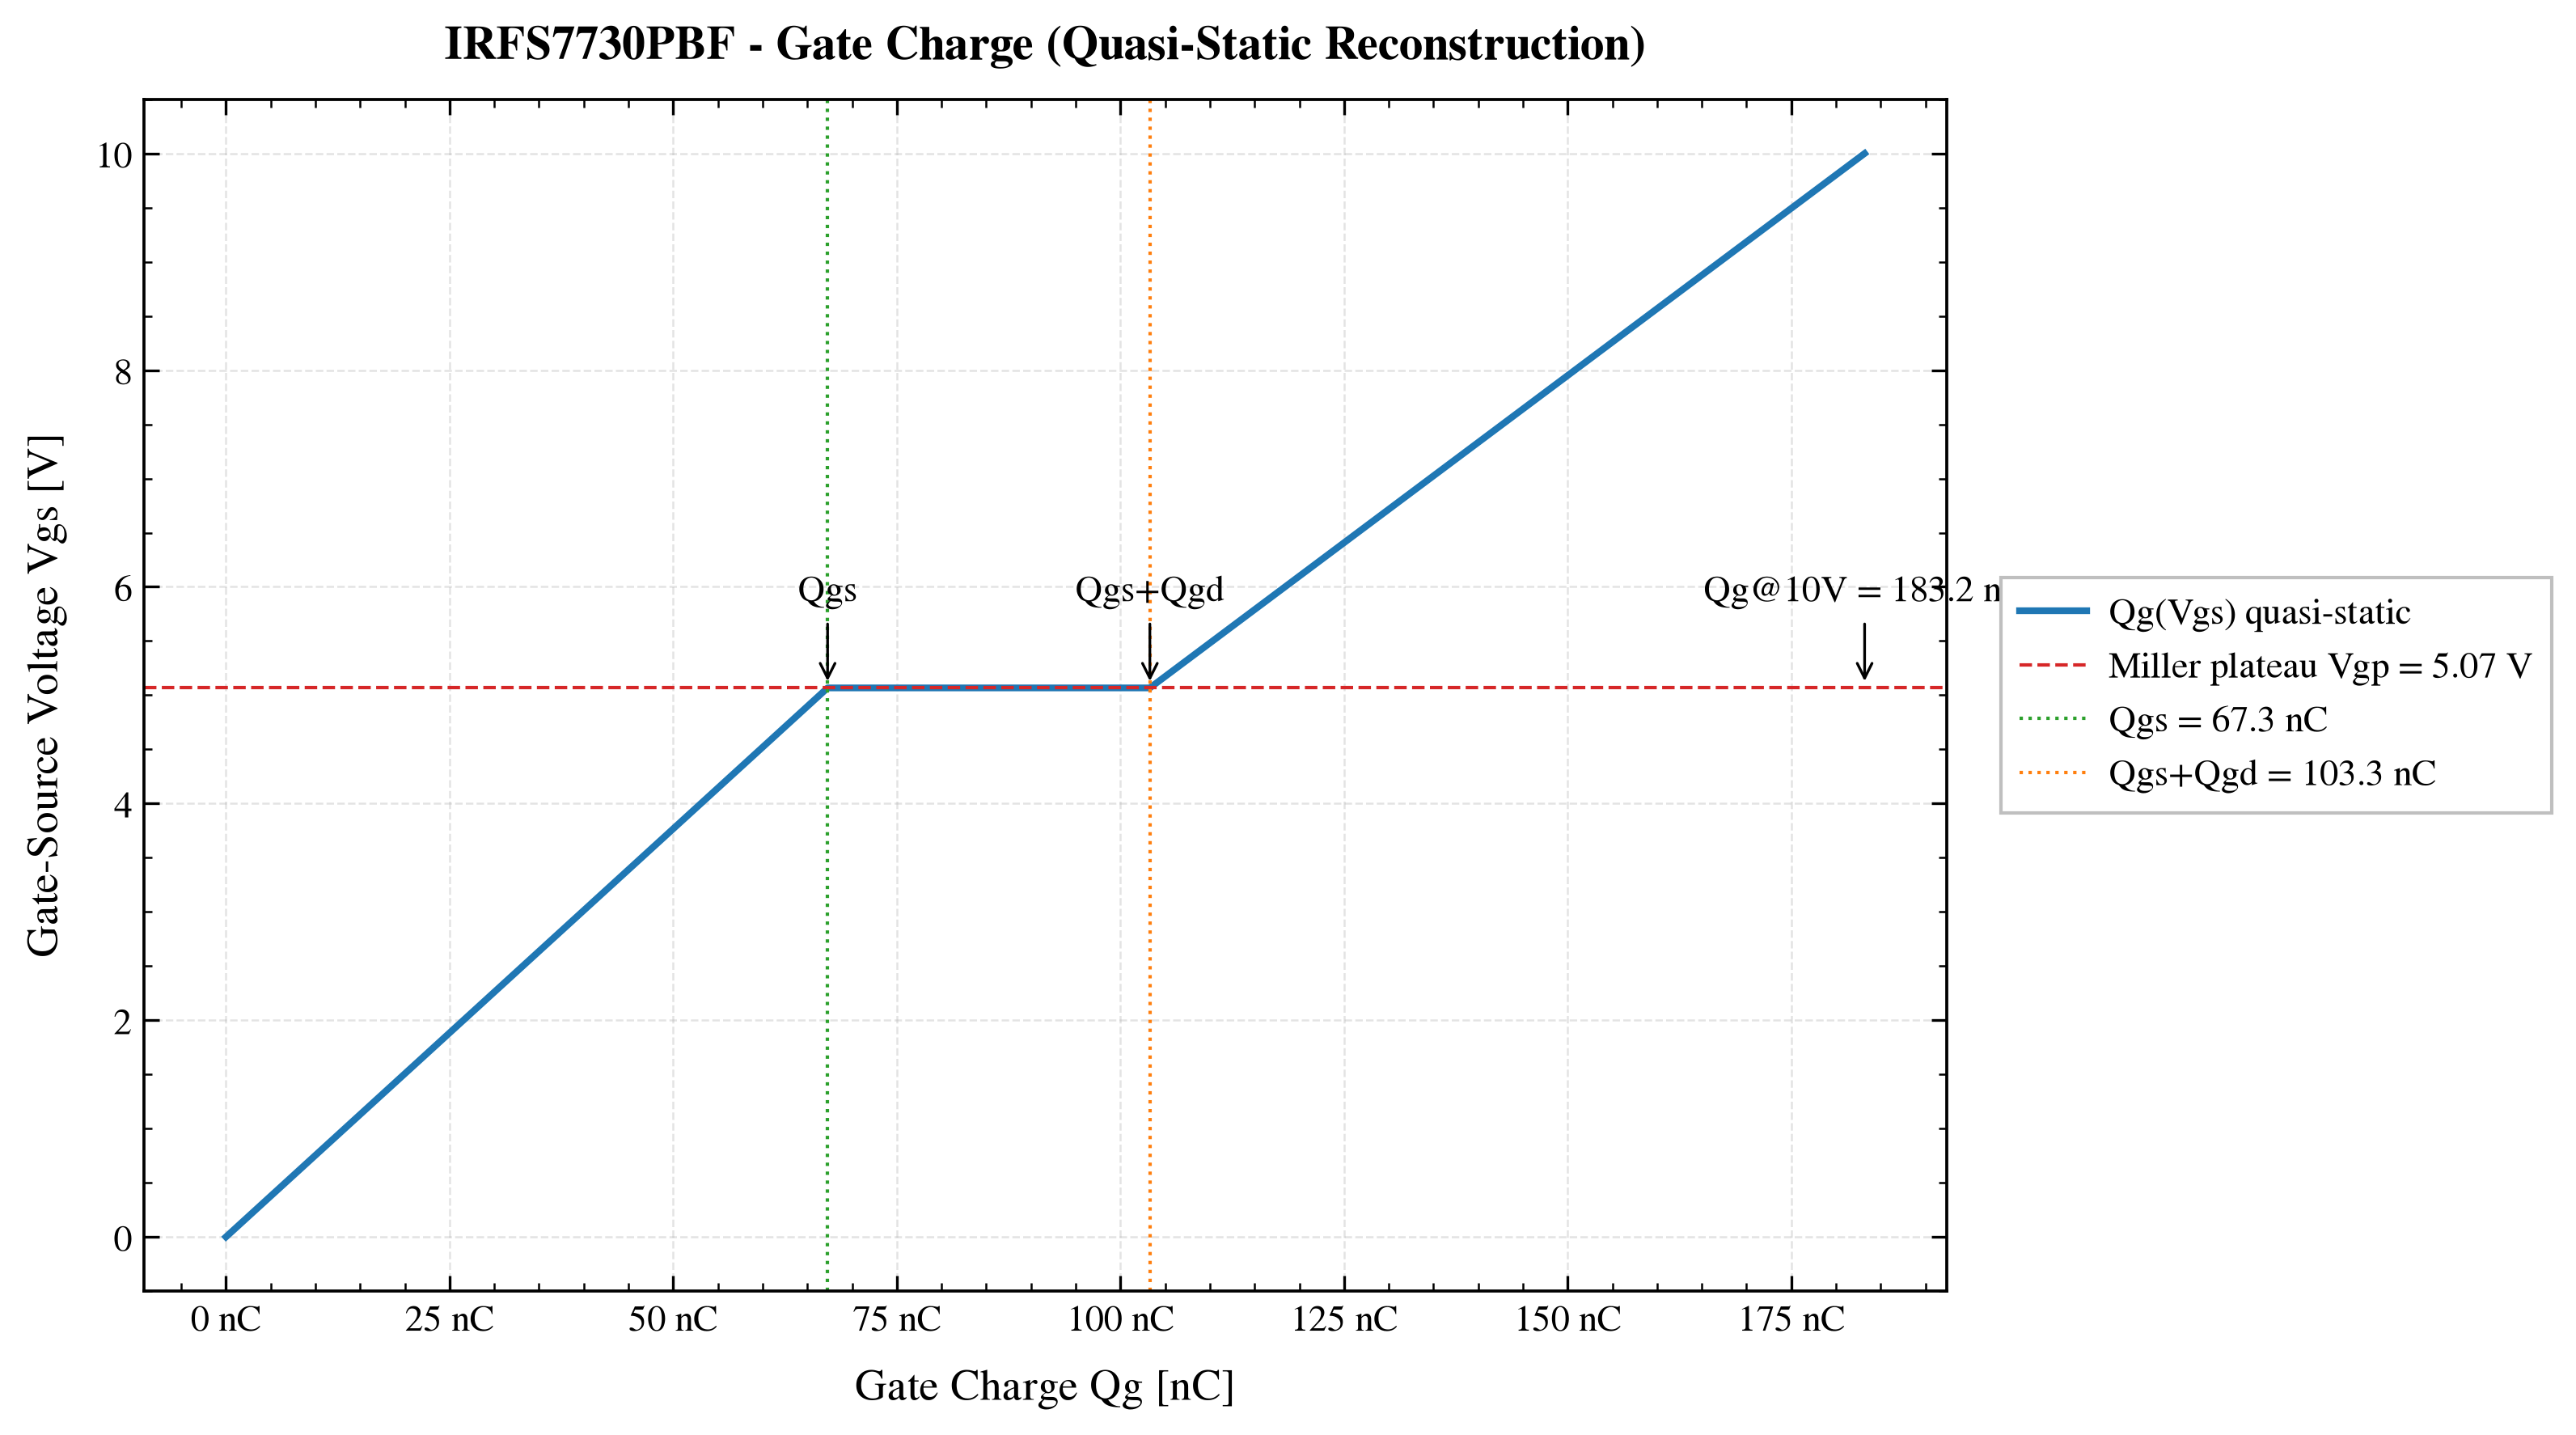 IRFS7730PBF - Gate Charge (Quasi-Static Reconstruction)
Gate-Source Voltage Vgs [V]
10
8
6
4
2
0
Qgs
Qgs+Qgd
Qg@10V = 183.2 n
Qg(Vgs) quasi-static
Miller plateau Vgp = 5.07 V
Qgs = 67.3 nC
Qgs+Qgd = 103.3 nC
0 nC
25 nC
50 nC
75 nC
100 nC
125 nC
150 nC
175 nC
Gate Charge Qg [nC]